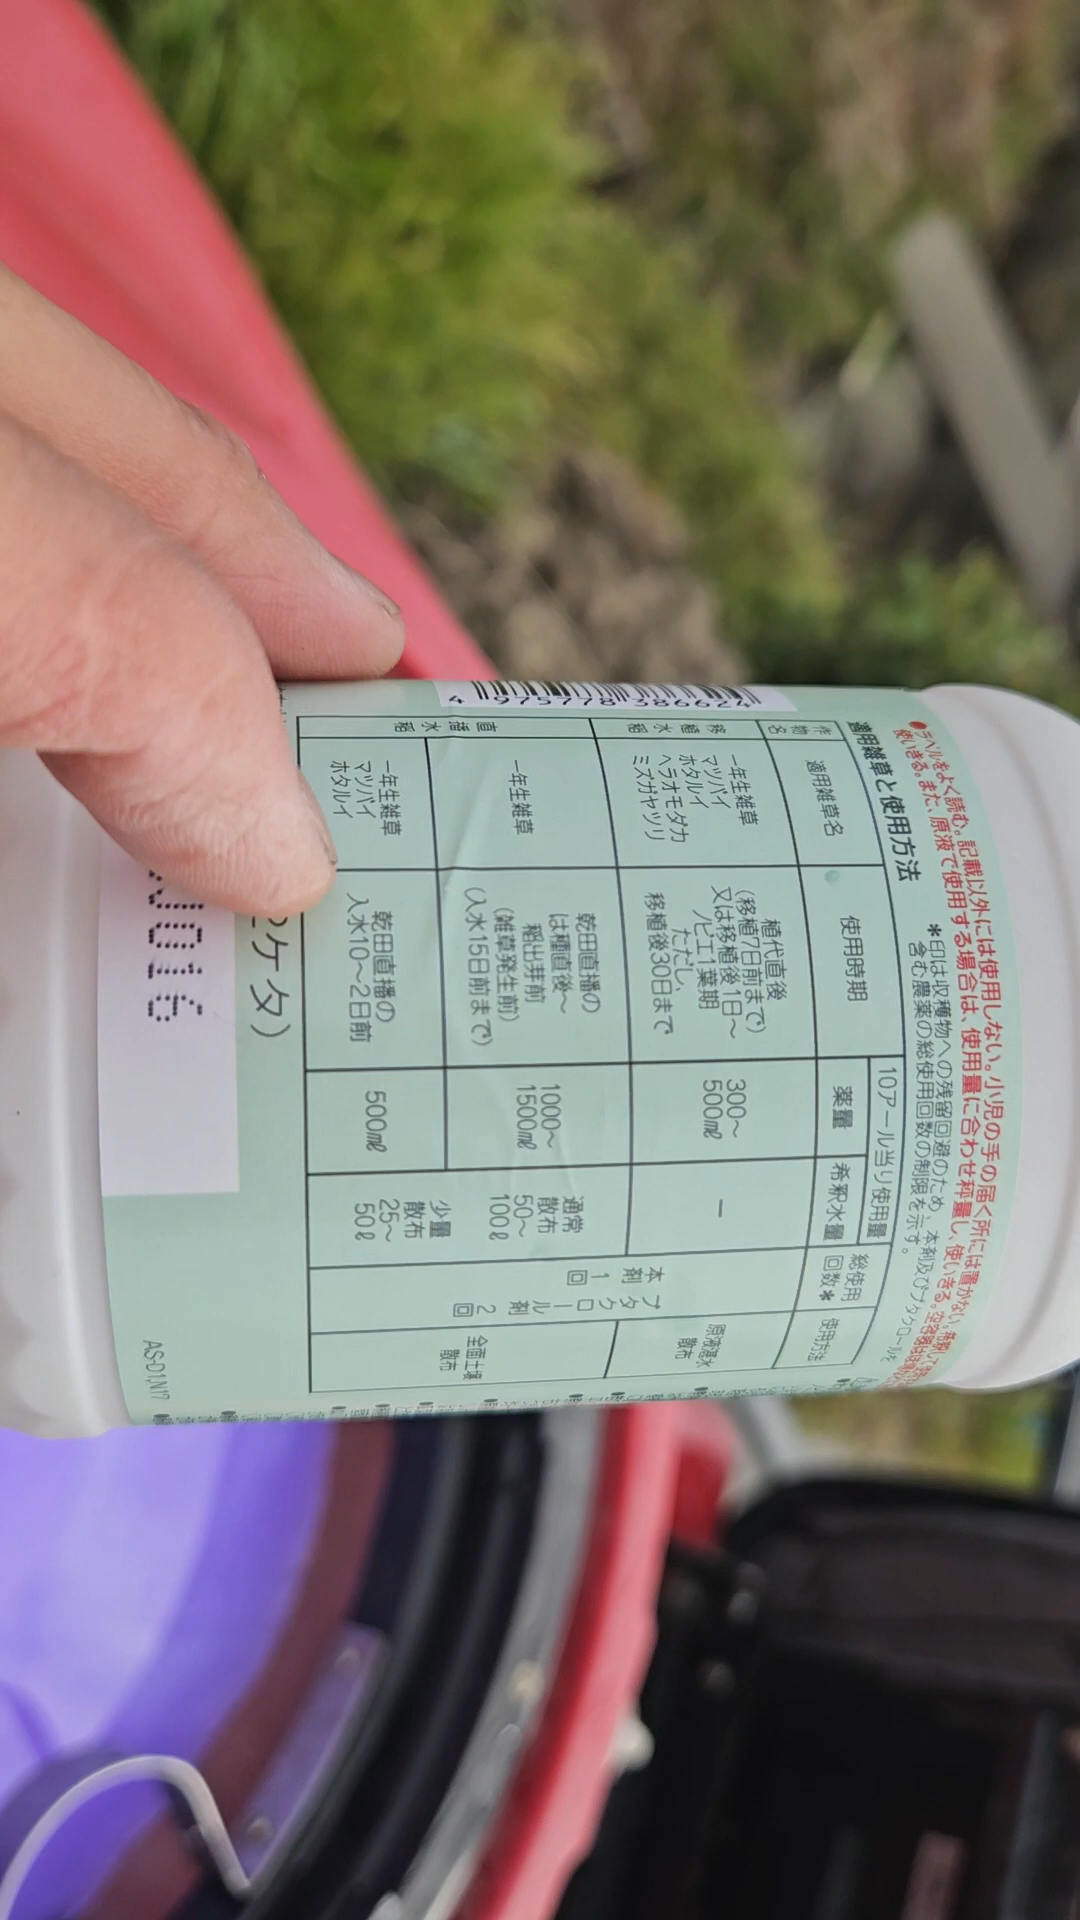 ●ラベルをよく読む。記載以外には使用しない。小児の手の届く所には置かない。
使いきる。また、原液で使用する場合は、使用量に合わせ秤量し、使いきる。
適用雑草と使用方法
＊印は収穫物への残留回避のため、本剤及びブタクロールを
含む農薬の総使用回数の制限を示す。
作物名
適用雑草名
使用時期
10アール当り使用量
薬量
希釈水量
総使用
回数＊
使用方法
移植水稲
一年生雑草
マツバイ
ホタルイ
ヘラオモダカ
ミズガヤツリ
植代直後
(移植7日前まで)
又は移植後1日〜
ノビエ1葉期
ただし、
移植後30日まで
300〜
500㎖
ー
本剤1回
ブタクロール剤2回
原液湛水
散布
直播水稲
一年生雑草
乾田直播の
は種直後〜
稲出芽前
(雑草発生前)
(入水15日前まで)
1000〜
1500㎖
通常
散布
50〜
100ℓ
少量
散布
25〜
50ℓ
全面土壌
散布
一年生雑草
マツバイ
ホタルイ
乾田直播の
入水10〜2日前
500㎖
4975778386624
2ケタ)
J016
AS・D1,N17